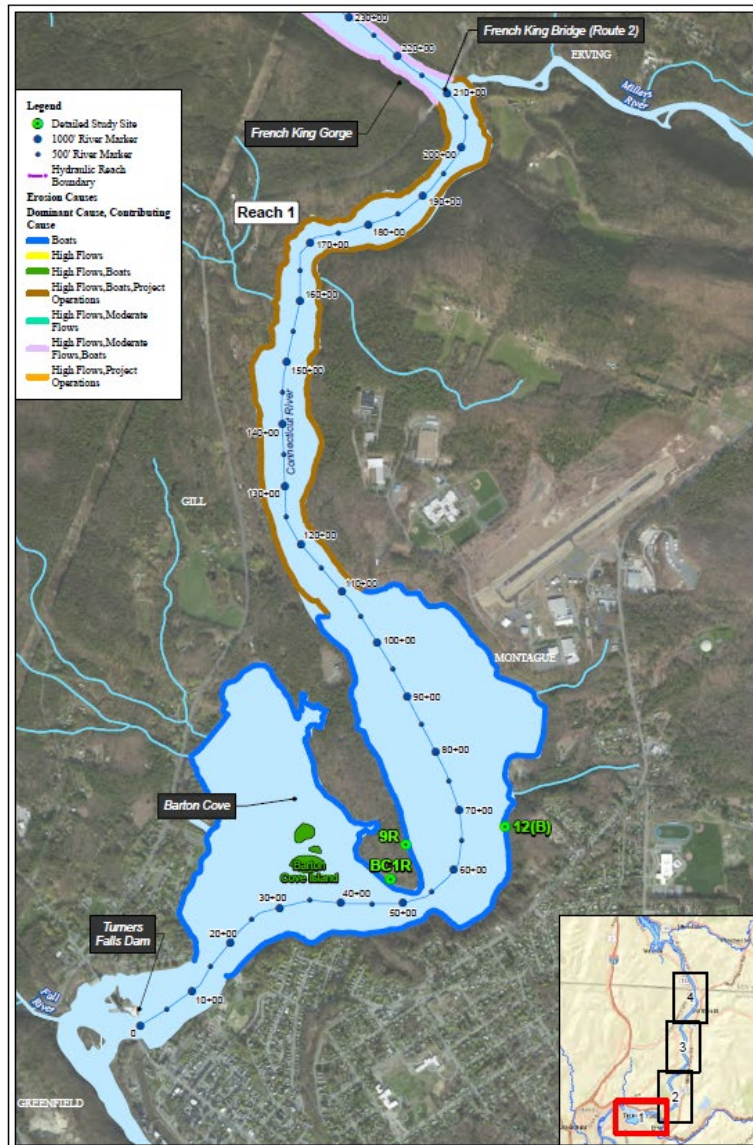 230+00
French King Bridge (Route 2)
220+00
ERVING
210+00
Millers
River
French King Gorge
200+00
Legend
Detailed Study Site
1000' River Marker
500' River Marker
Hydraulic Reach
Boundary
Erosion Causes
Dominant Cause, Contributing
Cause
Boats
High Flows
High Flows,Boats
High Flows,Boats,Project
Operations
High Flows,Moderate
Flows
High Flows,Moderate
Flows,Boats
High Flows,Project
Operations
190+00
Reach 1
180+00
170+00
160+00
150+00
Connecticut River
140+00
130+00
GILL
120+00
110+00
100+00
MONTAGUE
90+00
80+00
Barton Cove
70+00
12(B)
9R
BC1R
Barton
Cove Island
60+00
30+00
40+00
50+00
20+00
Turners
Falls Dam
10+00
Fall
River
0
GREENFIELD
4
3
2
1